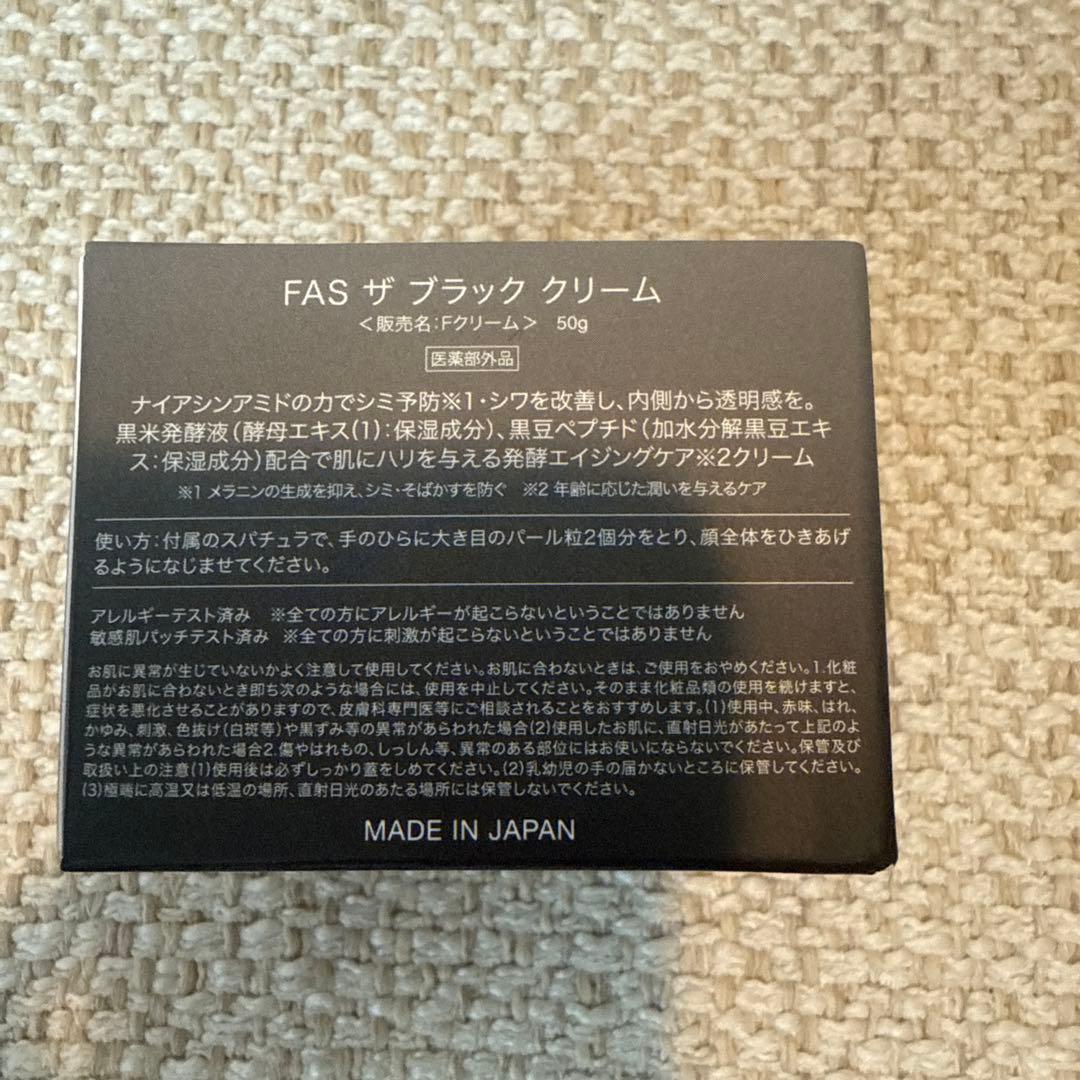 FAS ザ ブラック クリーム
＜販売名:Fクリーム＞ 50g
医薬部外品
ナイアシンアミドの力でシミ予防※1・シワを改善し、内側から透明感を。
黒米発酵液(酵母エキス(1):保湿成分)、黒豆ペプチド(加水分解黒豆エキ
ス:保湿成分)配合で肌にハリを与える発酵エイジングケア※2クリーム
※1 メラニンの生成を抑え、シミ・そばかすを防ぐ ※2 年齢に応じた潤いを与えるケア
使い方:付属のスパチュラで、手のひらに大き目のパール粒2個分をとり、顔全体をひきあげ
るようになじませてください。
アレルギーテスト済み ※全ての方にアレルギーが起こらないということではありません
敏感肌パッチテスト済み ※全ての方に刺激が起こらないということではありません
お肌に異常が生じていないかよく注意して使用してください。お肌に合わないときは、ご使用をおやめください。1.化粧
品がお肌に合わないとき即ち次のような場合には、使用を中止してください。そのまま化粧品類の使用を続けますと、
症状を悪化させることがありますので、皮膚科専門医等にご相談されることをおすすめします。(1)使用中、赤味、はれ、
かゆみ、刺激、色抜け(白斑等)や黒ずみ等の異常があらわれた場合(2)使用したお肌に、直射日光があたって上記のよ
うな異常があらわれた場合2.傷やはれもの、しっしん等、異常のある部位にはお使いにならないでください。保管及び
取扱い上の注意(1)使用後は必ずしっかり蓋をしめてください。(2)乳幼児の手の届かないところに保管してください。
(3)極端に高温又は低温の場所、直射日光のあたる場所には保管しないでください。
MADE IN JAPAN